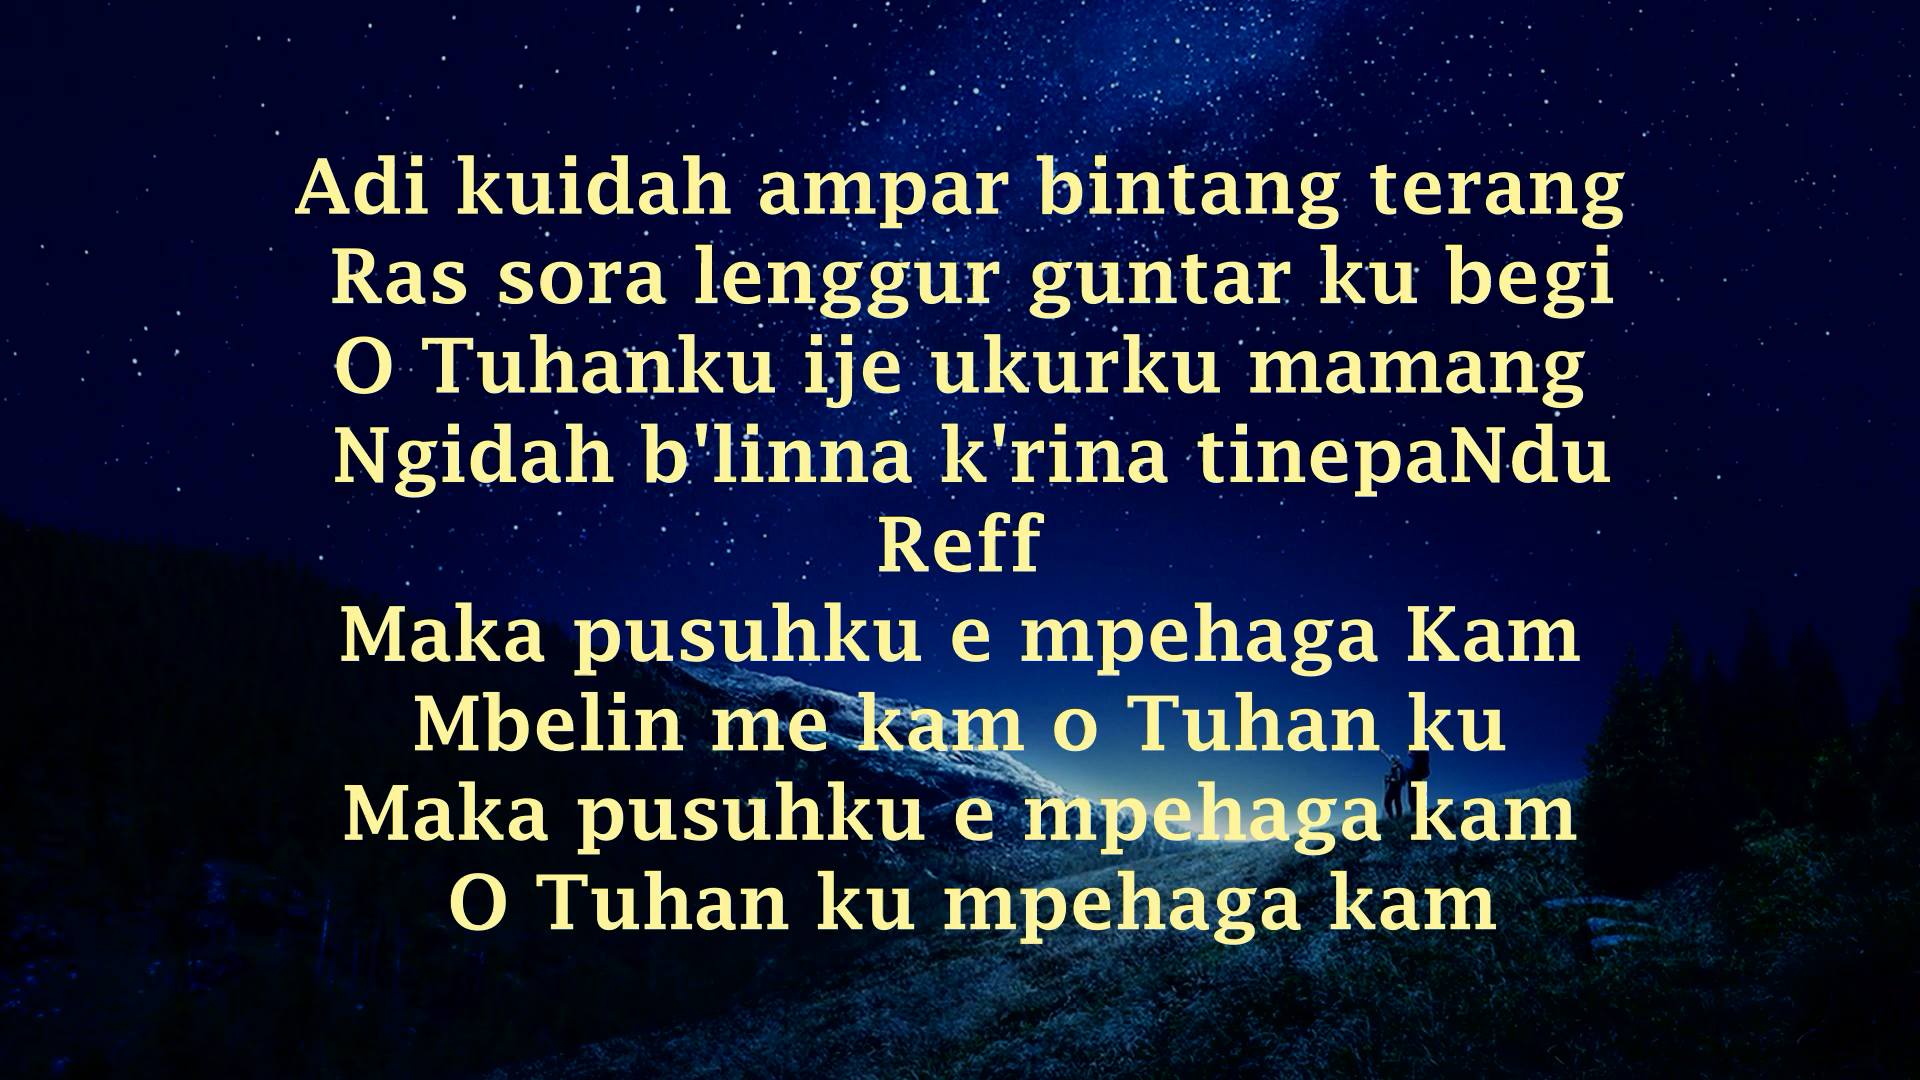 Adi kuidah ampar bintang terang
Ras sora lenggur guntar ku begi
O Tuhanku ije ukurku mamang
Ngidah b'linna k'rina tinepaNdu
Reff
Maka pusuhku e mpehaga Kam
Mbelin me kam o Tuhan ku
Maka pusuhku e mpehaga kam
O Tuhan ku mpehaga kam